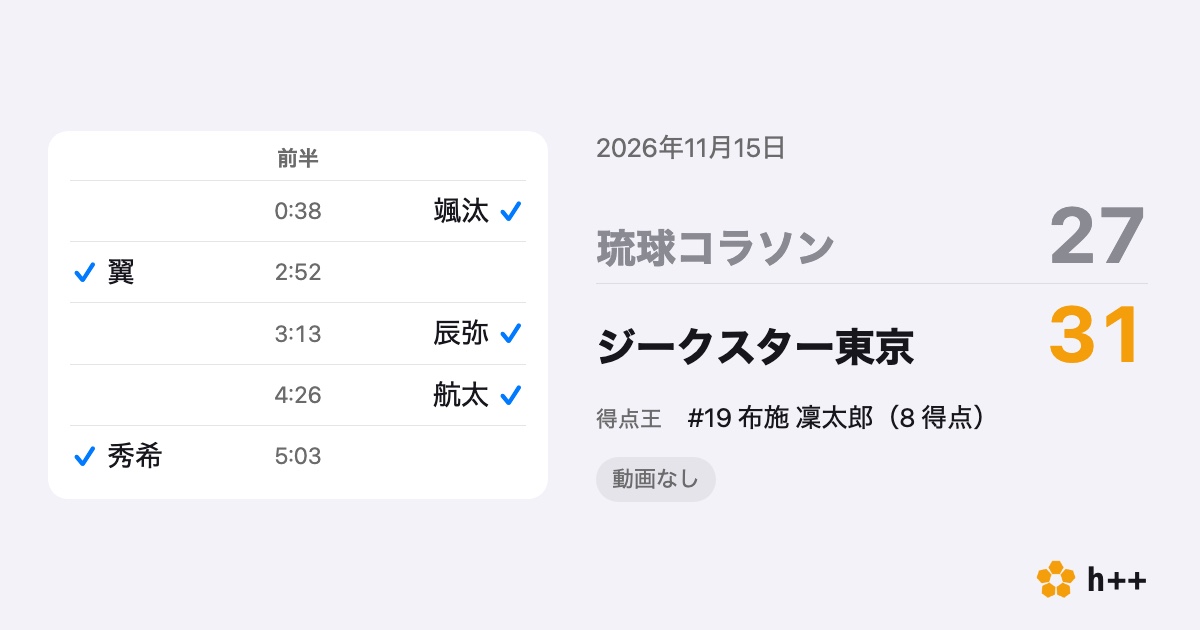 前半
0:38 颯汰
翼 2:52
3:13 辰弥
4:26 航太
秀希 5:03
2026年11月15日
琉球コラソン 27
ジークスター東京 31
得点王 #19 布施 凜太郎（8 得点）
動画なし
h++